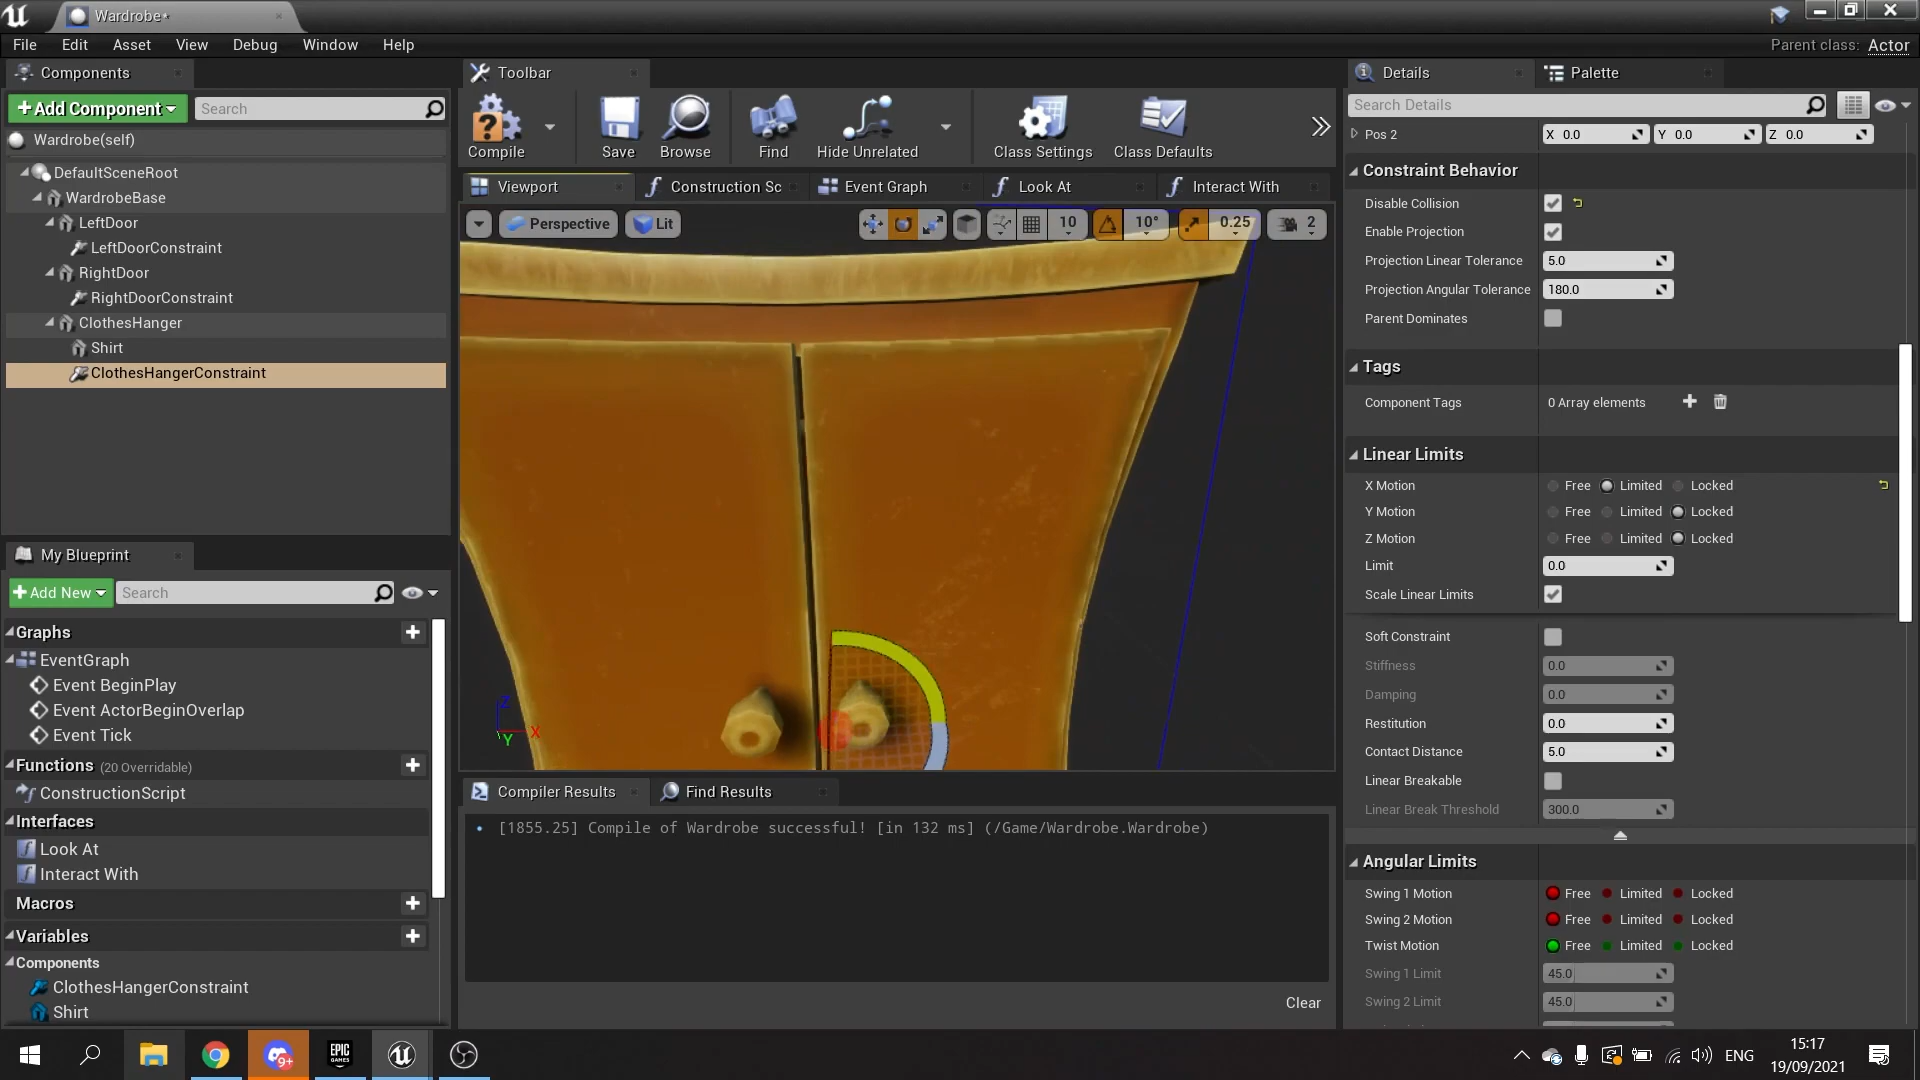 Wardrobe*
File Edit Asset View Debug Window Help
Parent class: Actor
Components
Add Component
Search
Wardrobe(self)
DefaultSceneRoot
WardrobeBase
LeftDoor
LeftDoorConstraint
RightDoor
RightDoorConstraint
ClothesHanger
Shirt
ClothesHangerConstraint
My Blueprint
Add New
Search
Graphs
EventGraph
Event BeginPlay
Event ActorBeginOverlap
Event Tick
Functions (20 Overridable)
ConstructionScript
Interfaces
Look At
Interact With
Macros
Variables
Components
ClothesHangerConstraint
Shirt
Toolbar
Compile Save Browse Find Hide Unrelated Class Settings Class Defaults
Viewport Construction Sc Event Graph Look At Interact With
Perspective Lit 10 10° 0.25 2
Z
X
Y
Compiler Results Find Results
[1855.25] Compile of Wardrobe successful! [in 132 ms] (/Game/Wardrobe.Wardrobe)
Clear
Details Palette
Search Details
Pos 2 X 0.0 Y 0.0 Z 0.0
Constraint Behavior
Disable Collision
Enable Projection
Projection Linear Tolerance 5.0
Projection Angular Tolerance 180.0
Parent Dominates
Tags
Component Tags 0 Array elements
Linear Limits
X Motion Free Limited Locked
Y Motion Free Limited Locked
Z Motion Free Limited Locked
Limit 0.0
Scale Linear Limits
Soft Constraint
Stiffness 0.0
Damping 0.0
Restitution 0.0
Contact Distance 5.0
Linear Breakable
Linear Break Threshold 300.0
Angular Limits
Swing 1 Motion Free Limited Locked
Swing 2 Motion Free Limited Locked
Twist Motion Free Limited Locked
Swing 1 Limit 45.0
Swing 2 Limit 45.0
9+
EPIC GAMES
ENG
15:17
19/09/2021